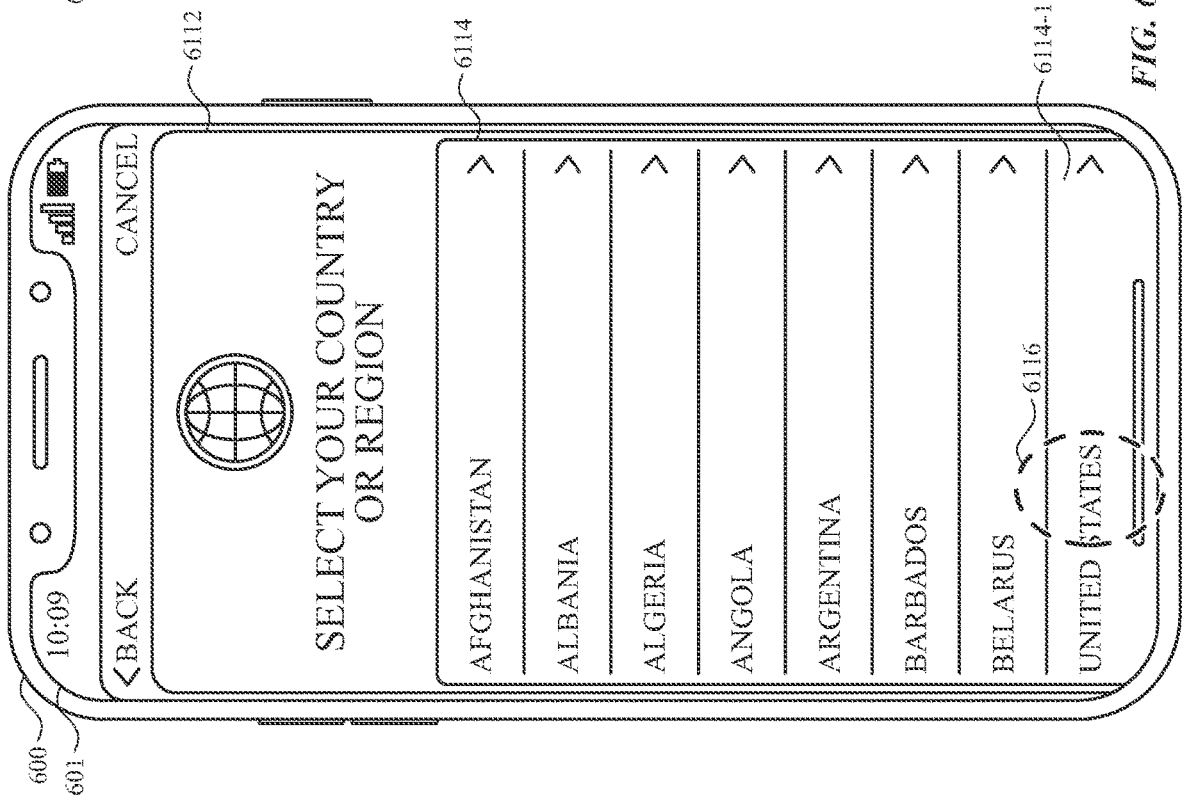 600
601
10:09
BACK
CANCEL
6112
SELECT YOUR COUNTRY
OR REGION
6114
AFGHANISTAN
ALBANIA
ALGERIA
ANGOLA
ARGENTINA
BARBADOS
BELARUS
6116
UNITED STATES
6114-1
FIG.